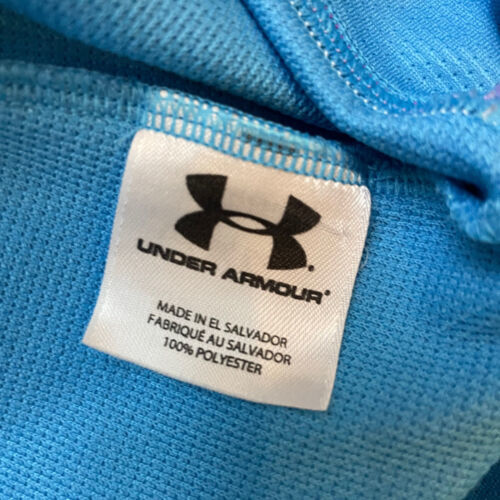 UNDER ARMOUR®
MADE IN EL SALVADOR
FABRIQUÉ AU SALVADOR
100% POLYESTER